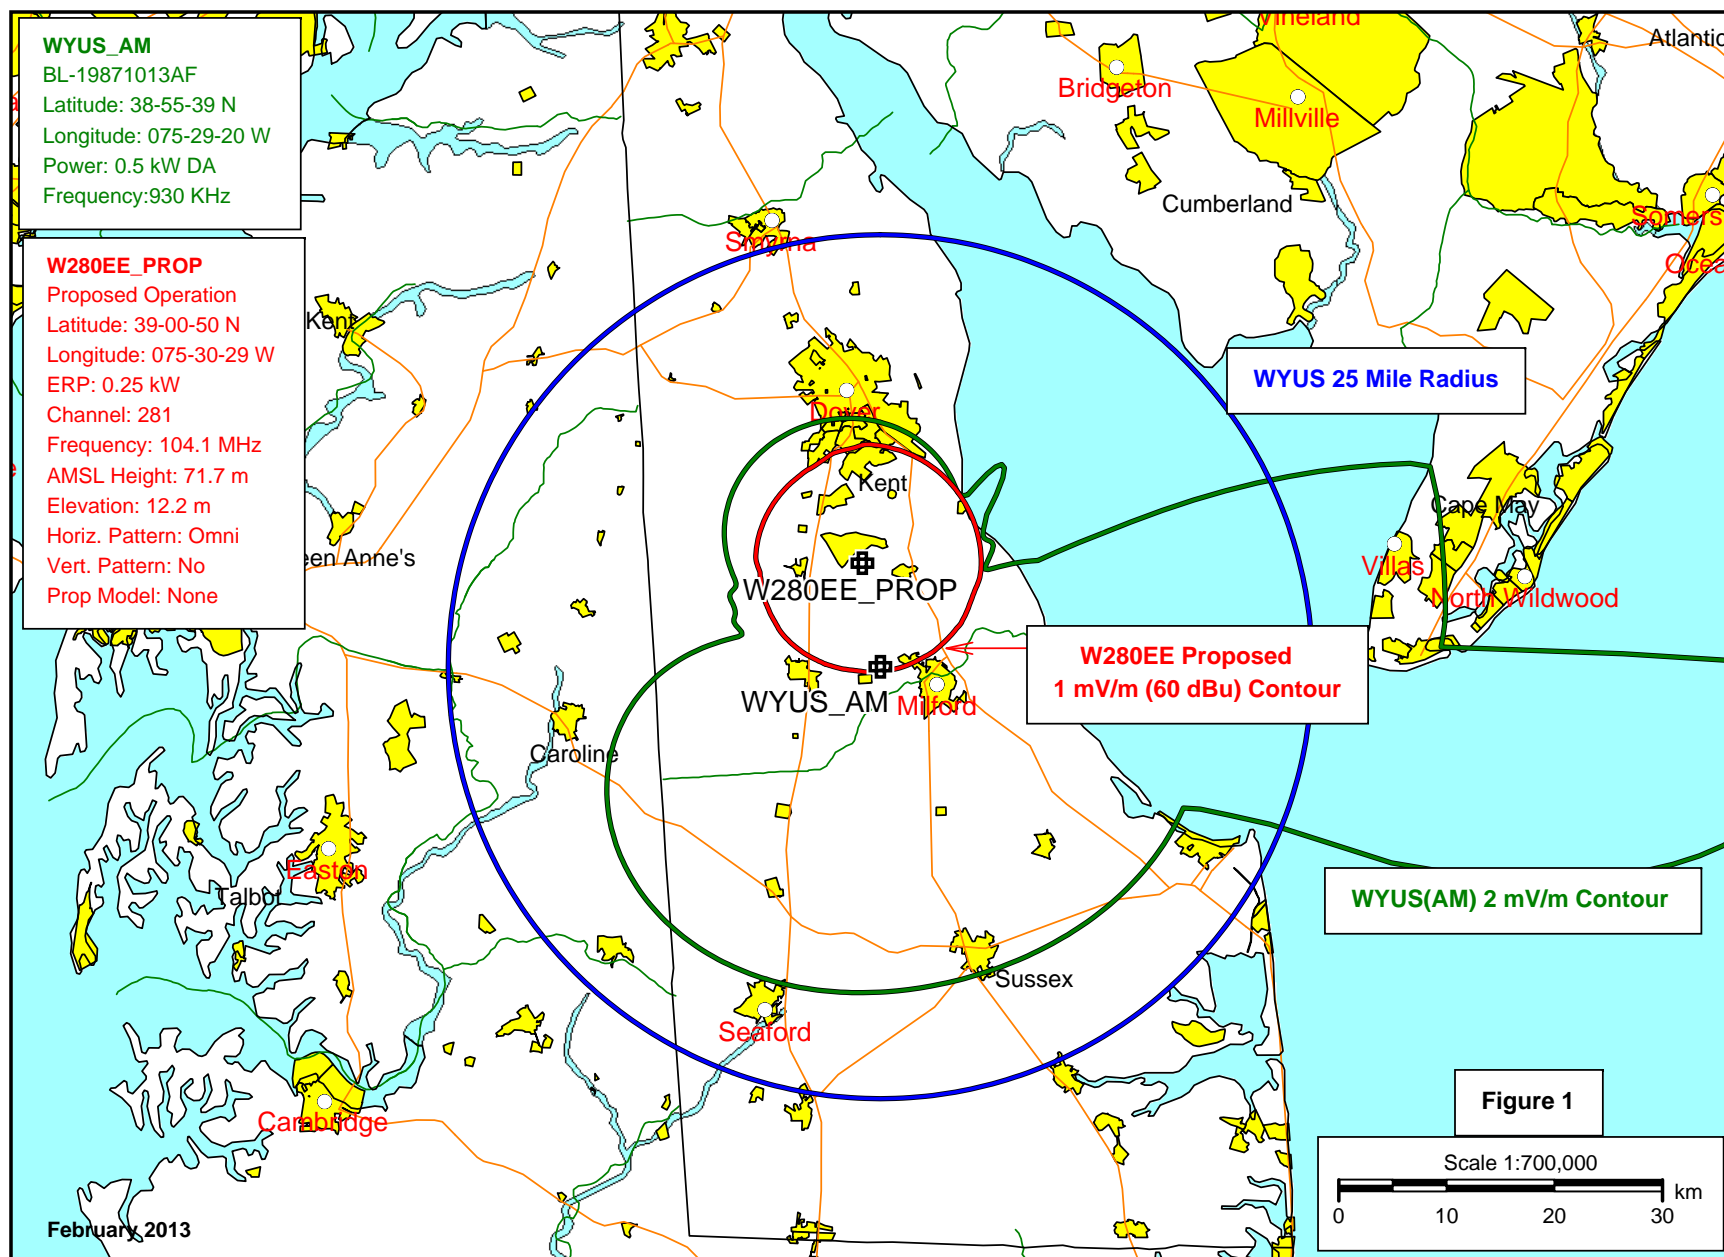 WYUS_AM
BL-19871013AF
Latitude: 38-55-39 N
Longitude: 075-29-20 W
Power: 0.5 kW DA
Frequency:930 KHz
W280EE_PROP
Proposed Operation
Latitude: 39-00-50 N
Longitude: 075-30-29 W
ERP: 0.25 kW
Channel: 281
Frequency: 104.1 MHz
AMSL Height: 71.7 m
Elevation: 12.2 m
Horiz. Pattern: Omni
Vert. Pattern: No
Prop Model: None
Vineland
Atlantic
Bridgeton
Millville
Cumberland
Somers
Ocea
Smyrna
Kent
WYUS 25 Mile Radius
Dover
Kent
Cape May
een Anne's
Villas
W280EE_PROP
North Wildwood
W280EE Proposed
1 mV/m (60 dBu) Contour
WYUS_AM
Milford
Caroline
Easton
Talbot
WYUS(AM) 2 mV/m Contour
Sussex
Seaford
Cambridge
Figure 1
Scale 1:700,000
km
0 10 20 30
February 2013